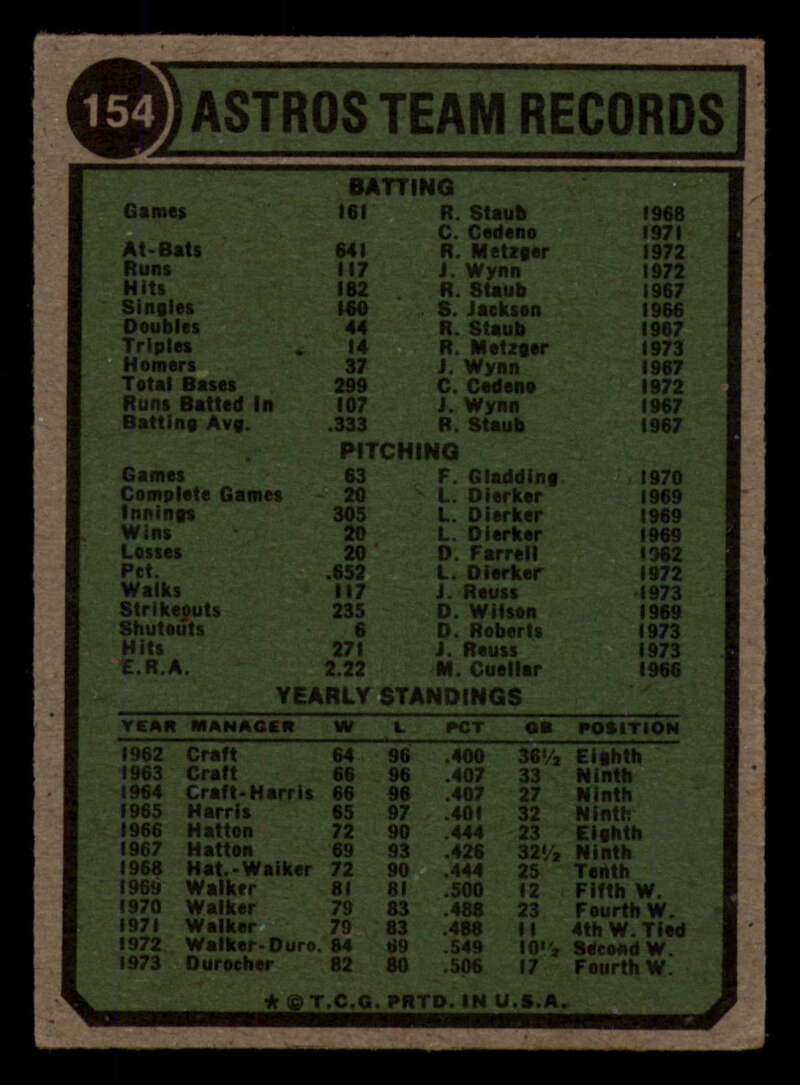 154 ASTROS TEAM RECORDS
BATTING
Games 161 R. Staub 1968
C. Cedeno 1971
At-Bats 641 R. Metzger 1972
Runs 117 J. Wynn 1972
Hits 182 R. Staub 1967
Singles 160 S. Jackson 1966
Doubles 44 R. Staub 1967
Triples 14 R. Metzger 1973
Homers 37 J. Wynn 1967
Total Bases 299 C. Cedeno 1972
Runs Batted In 107 J. Wynn 1967
Batting Avg. .333 R. Staub 1967
PITCHING
Games 63 F. Gladding 1970
Complete Games 20 L. Dierker 1969
Innings 305 L. Dierker 1969
Wins 20 L. Dierker 1969
Losses 20 D. Farrell 1962
Pct. .652 L. Dierker 1972
Walks 117 J. Reuss 1973
Strikeouts 235 D. Wilson 1969
Shutouts 6 D. Roberts 1973
Hits 271 J. Reuss 1973
E.R.A. 2.22 M. Cuellar 1966
YEARLY STANDINGS
YEAR MANAGER W L PCT GB POSITION
1962 Craft 64 96 .400 36½ Eighth
1963 Craft 66 96 .407 33 Ninth
1964 Craft-Harris 66 96 .407 27 Ninth
1965 Harris 65 97 .401 32 Ninth
1966 Hatton 72 90 .444 23 Eighth
1967 Hatton 69 93 .426 32½ Ninth
1968 Hat.-Walker 72 90 .444 25 Tenth
1969 Walker 81 81 .500 12 Fifth W.
1970 Walker 79 83 .488 23 Fourth W.
1971 Walker 79 83 .488 11 4th W. Tied
1972 Walker-Duro. 84 69 .549 10½ Second W.
1973 Durocher 82 80 .506 17 Fourth W.
★ © T.C.G. PRTD. IN U.S.A.